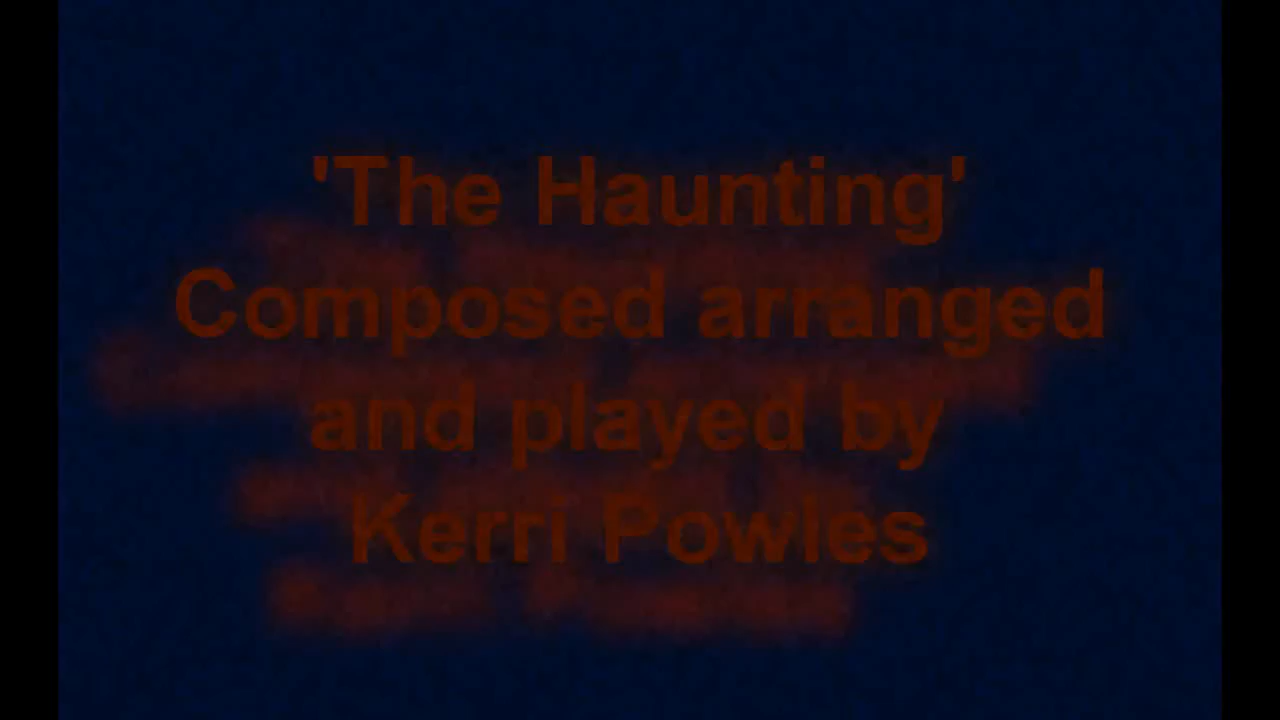 'The Haunting'
Composed arranged
and played by
Kerri Powles